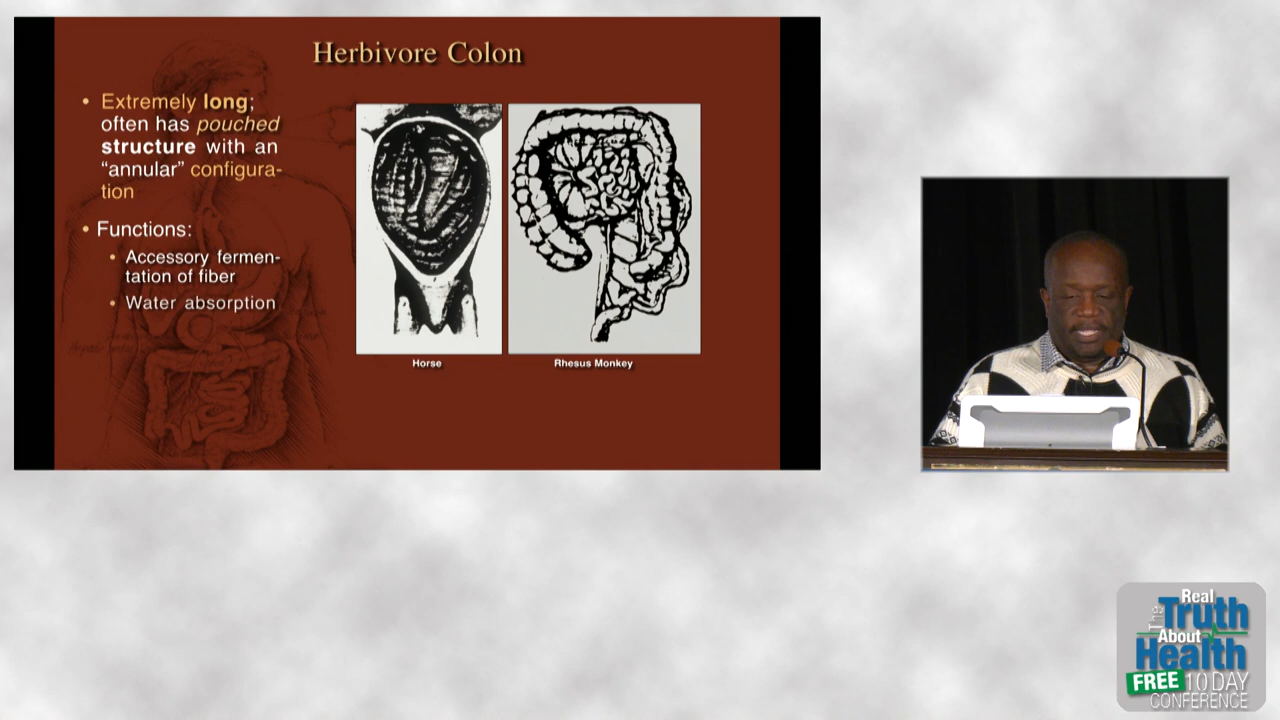 Herbivore Colon
• Extremely long;
often has pouched
structure with an
“annular” configura-
tion
• Functions:
• Accessory fermen-
tation of fiber
• Water absorption
Horse
Rhesus Monkey
The
Real
Truth
About
Health
FREE 10 DAY
CONFERENCE